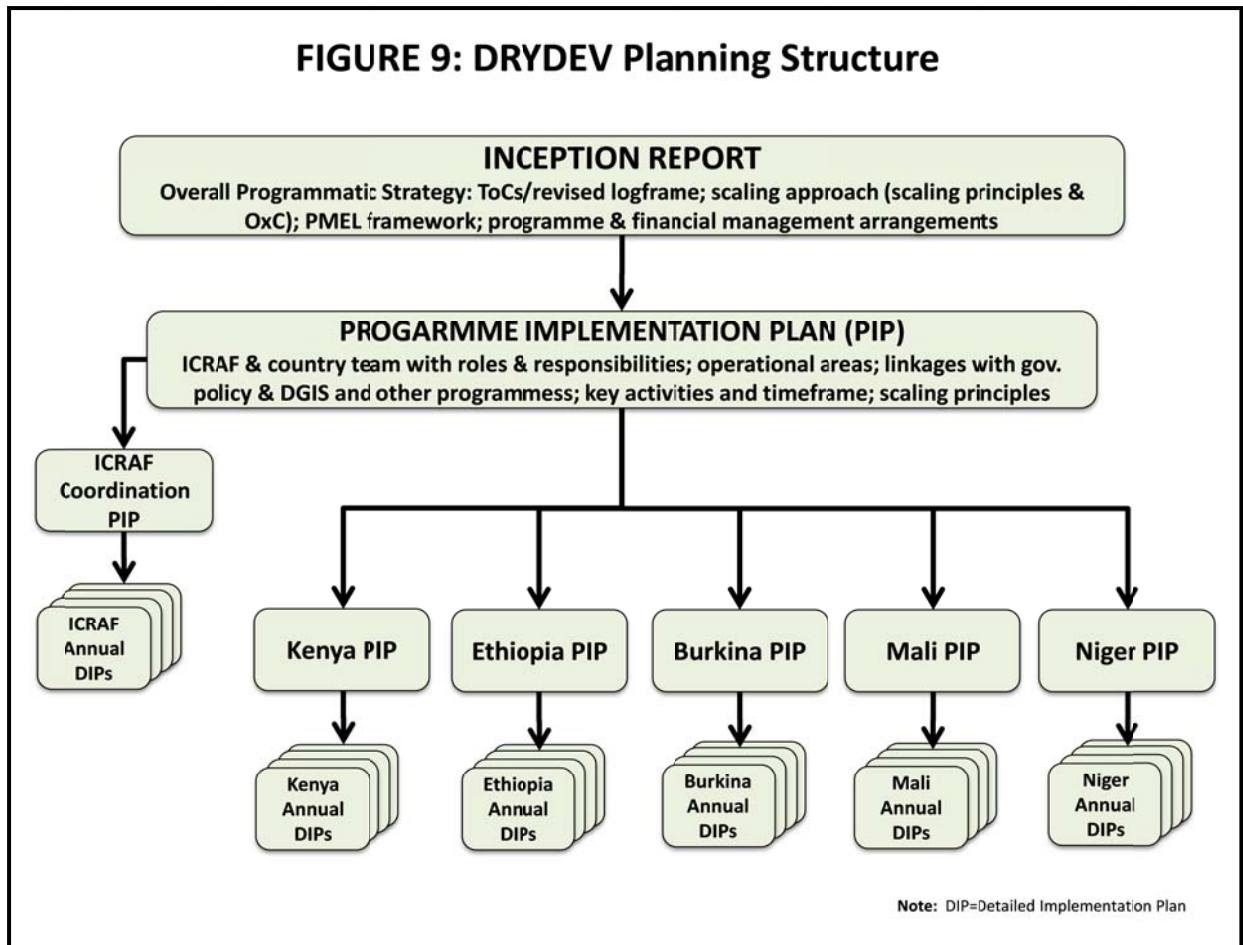 FIGURE 9: DRYDEV Planning Structure
INCEPTION REPORT
Overall Programmatic Strategy: ToCs/revised logframe; scaling approach (scaling principles &
OxC); PMEL framework; programme & financial management arrangements
PROGARMME IMPLEMENTATION PLAN (PIP)
ICRAF & country team with roles & responsibilities; operational areas; linkages with gov.
policy & DGIS and other programmess; key activities and timeframe; scaling principles
ICRAF
Coordination
PIP
ICRAF
Annual
DIPs
Kenya PIP
Ethiopia PIP
Burkina PIP
Mali PIP
Niger PIP
Kenya
Annual
DIPs
Ethiopia
Annual
DIPs
Burkina
Annual
DIPs
Mali
Annual
DIPs
Niger
Annual
DIPs
Note: DIP=Detailed Implementation Plan